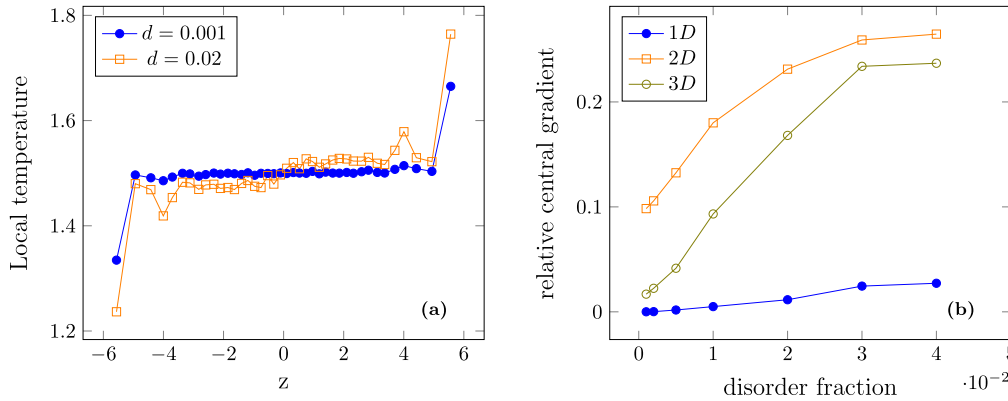 1.8
1.6
1.4
1.2
Local temperature
d = 0.001
d = 0.02
(a)
−6 −4 −2 0 2 4 6
z
0.2
0.1
0
relative central gradient
1D
2D
3D
(b)
0 1 2 3 4
·10−2
disorder fraction